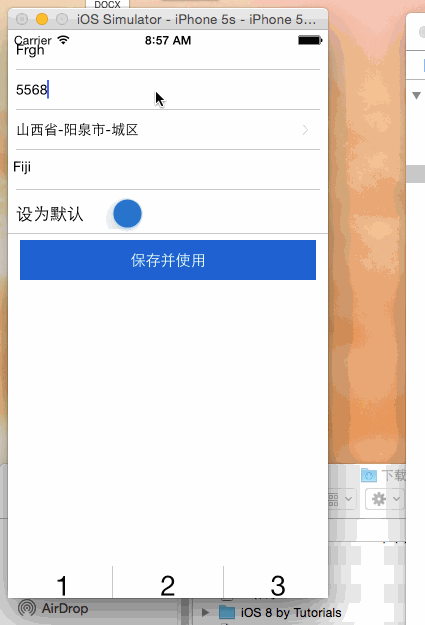 DOCX
iOS Simulator - iPhone 5s - iPhone 5...
Carrier
8:57 AM
Frgh
5568
山西省-阳泉市-城区
Fiji
设为默认
保存并使用
下载
1 2 3
AirDrop
iOS 8 by Tutorials